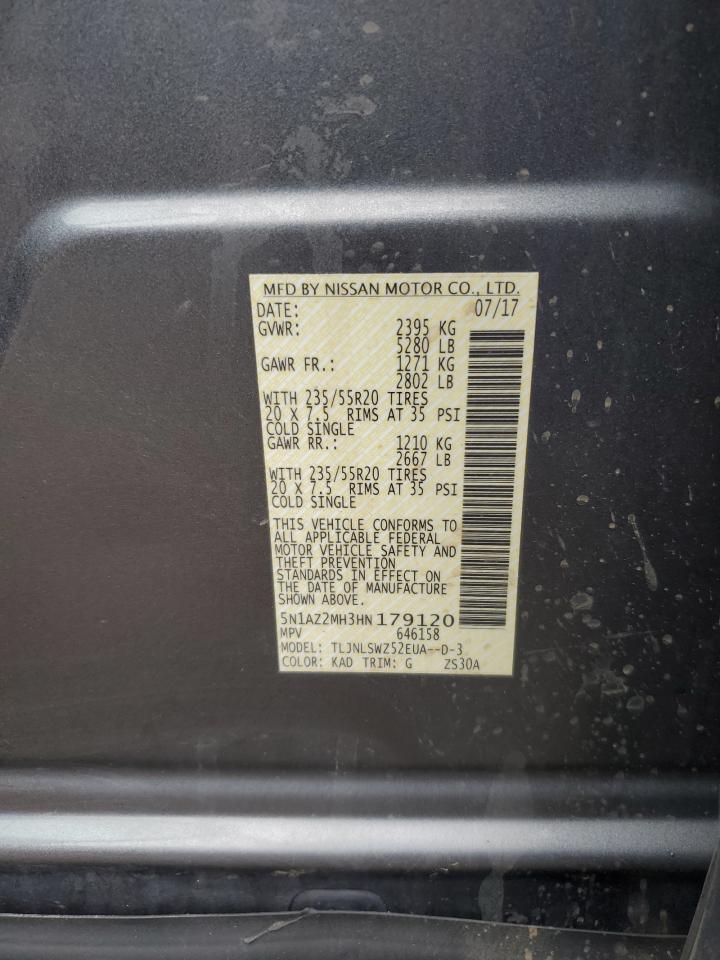 MFD BY NISSAN MOTOR CO., LTD.
DATE: 07/17
GVWR: 2395 KG
5280 LB
GAWR FR.: 1271 KG
2802 LB
WITH 235/55R20 TIRES
20 X 7.5 RIMS AT 35 PSI
COLD SINGLE
GAWR RR.: 1210 KG
2667 LB
WITH 235/55R20 TIRES
20 X 7.5 RIMS AT 35 PSI
COLD SINGLE
THIS VEHICLE CONFORMS TO
ALL APPLICABLE FEDERAL
MOTOR VEHICLE SAFETY AND
THEFT PREVENTION
STANDARDS IN EFFECT ON
THE DATE OF MANUFACTURE
SHOWN ABOVE.
5N1AZ2MH3HN179120
MPV 646158
MODEL: TLJNLSWZ52EUA--D-3
COLOR: KAD TRIM: G ZS30A